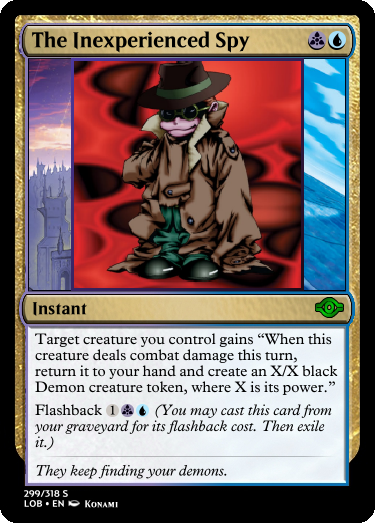 The Inexperienced Spy
Instant
Target creature you control gains “When this
creature deals combat damage this turn,
return it to your hand and create an X/X black
Demon creature token, where X is its power.”
Flashback 1 (You may cast this card from
your graveyard for its flashback cost. Then exile
it.)
They keep finding your demons.
299/318 S
LOB • EN Konami